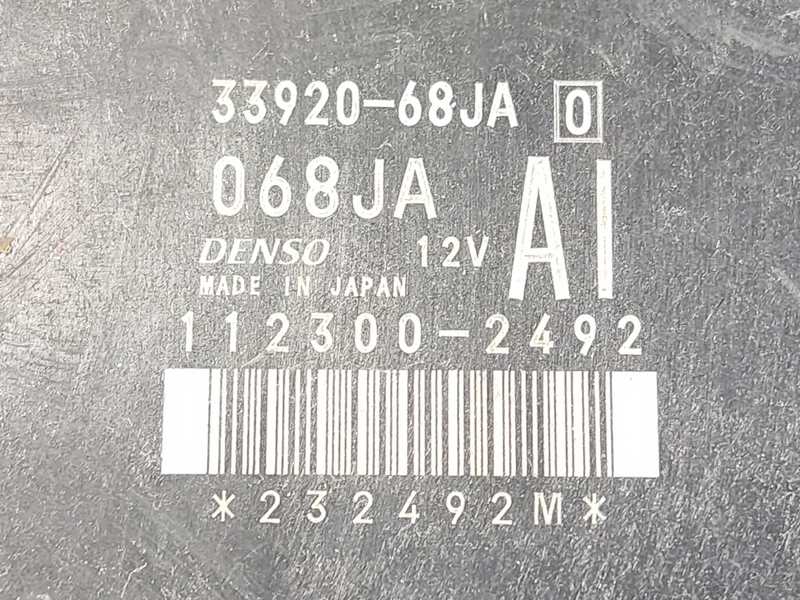 33920-68JA 0
068JA AI
DENSO 12V
MADE IN JAPAN
112300-2492
*232492M*